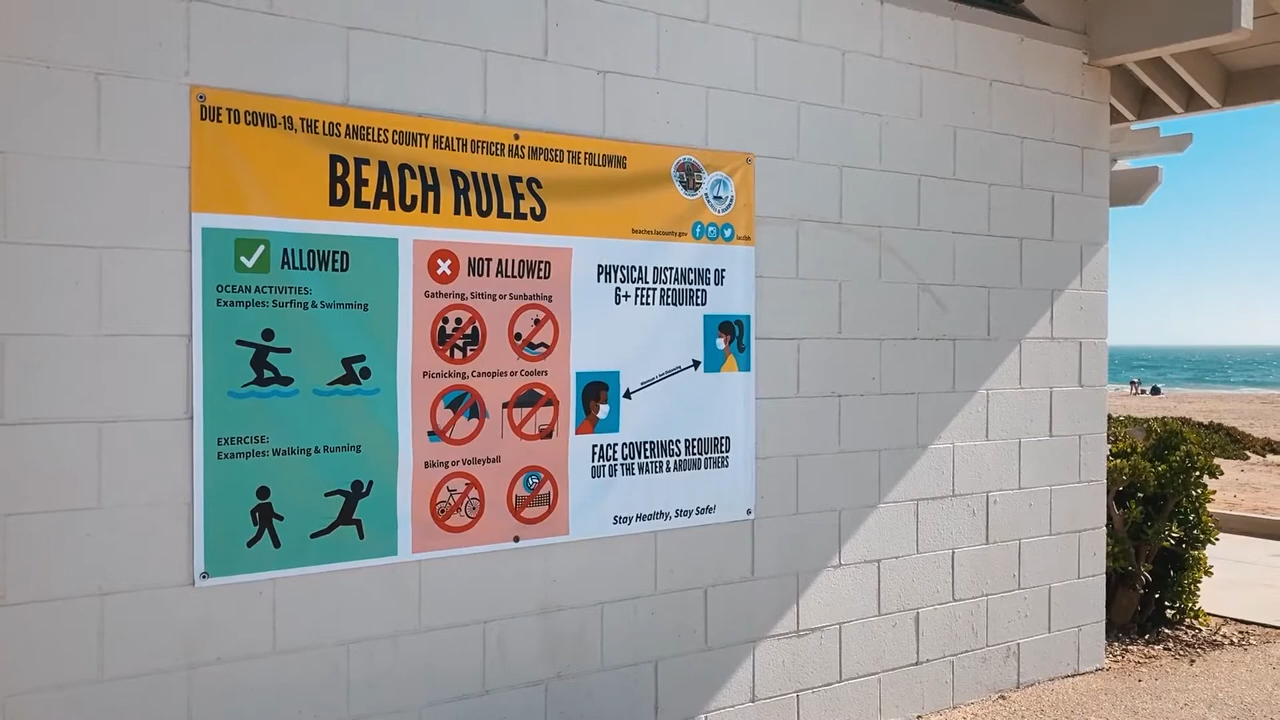 DUE TO COVID-19, THE LOS ANGELES COUNTY HEALTH OFFICER HAS IMPOSED THE FOLLOWING
BEACH RULES
beaches.lacounty.gov
lacdbh
ALLOWED
OCEAN ACTIVITIES:
Examples: Surfing & Swimming
EXERCISE:
Examples: Walking & Running
NOT ALLOWED
Gathering, Sitting or Sunbathing
Picnicking, Canopies or Coolers
Biking or Volleyball
PHYSICAL DISTANCING OF
6+ FEET REQUIRED
FACE COVERINGS REQUIRED
OUT OF THE WATER & AROUND OTHERS
Stay Healthy, Stay Safe!